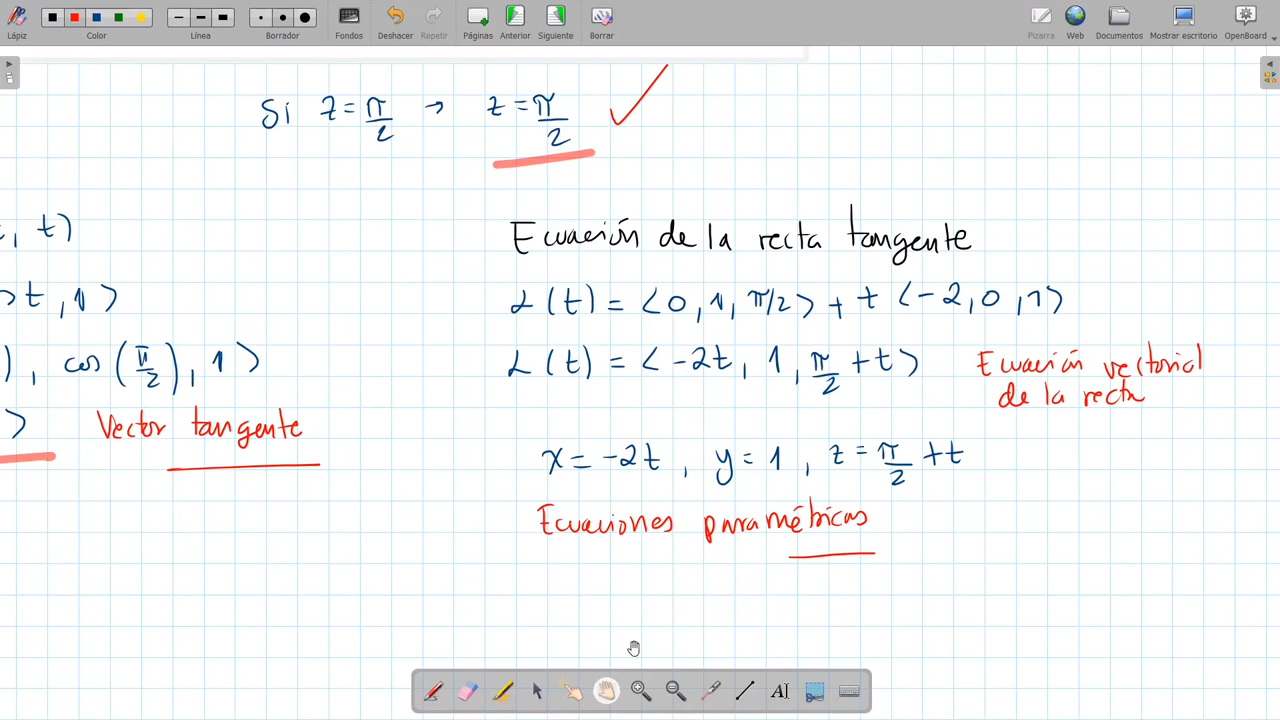 Lápiz Color Línea Borrador Fondos Deshacer Repetir Páginas Anterior Siguiente Borrar Pizarra Web Documentos Mostrar escritorio OpenBoard
Si z = π/2 → z = π/2 ✓
, t)
Ecuación de la recta tangente
t, 1 ⟩
L(t) = ⟨0, 1, π/2⟩ + t ⟨-2, 0, 1⟩
), cos(π/2), 1 ⟩
L(t) = ⟨-2t, 1, π/2 + t⟩
Ecuación vectorial
de la recta
⟩
Vector tangente
x = -2t, y = 1, z = π/2 + t
Ecuaciones paramétricas